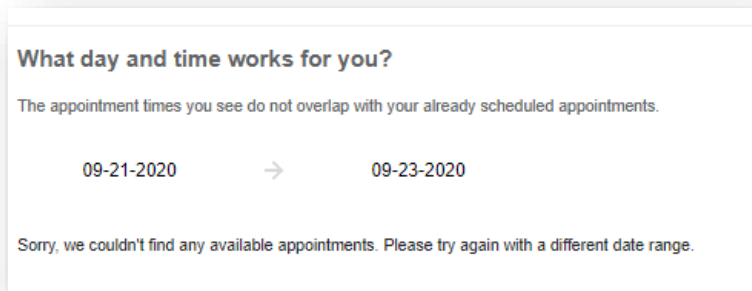 What day and time works for you?
The appointment times you see do not overlap with your already scheduled appointments.
09-21-2020 → 09-23-2020
Sorry, we couldn't find any available appointments. Please try again with a different date range.